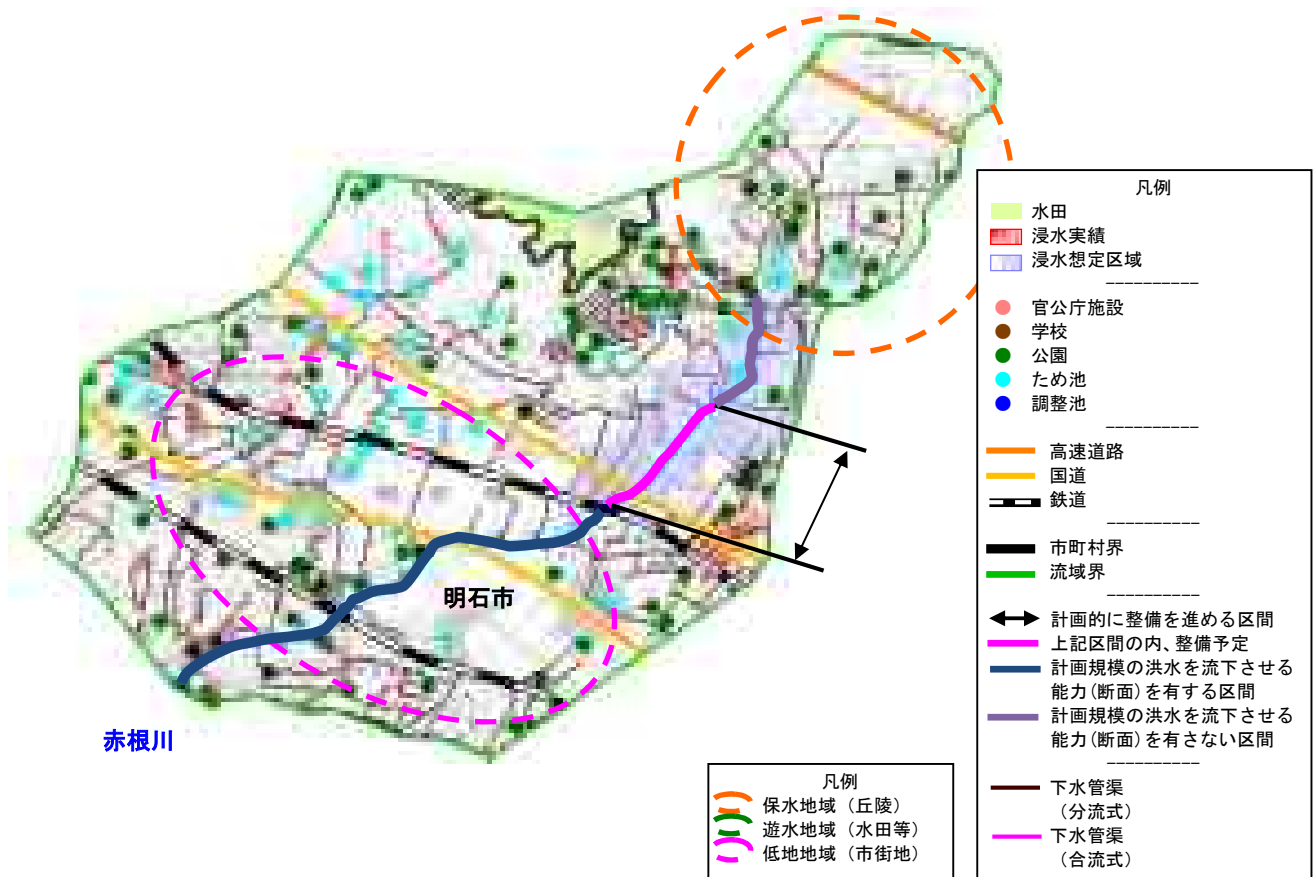 凡例
水田
浸水実績
浸水想定区域
官公庁施設
学校
公園
ため池
調整池
高速道路
国道
鉄道
市町村界
流域界
計画的に整備を進める区間
上記区間の内、整備予定
計画規模の洪水を流下させる
能力(断面)を有する区間
計画規模の洪水を流下させる
能力(断面)を有さない区間
下水管渠
(分流式)
下水管渠
(合流式)
明石市
赤根川
凡例
保水地域（丘陵）
遊水地域（水田等）
低地地域（市街地）